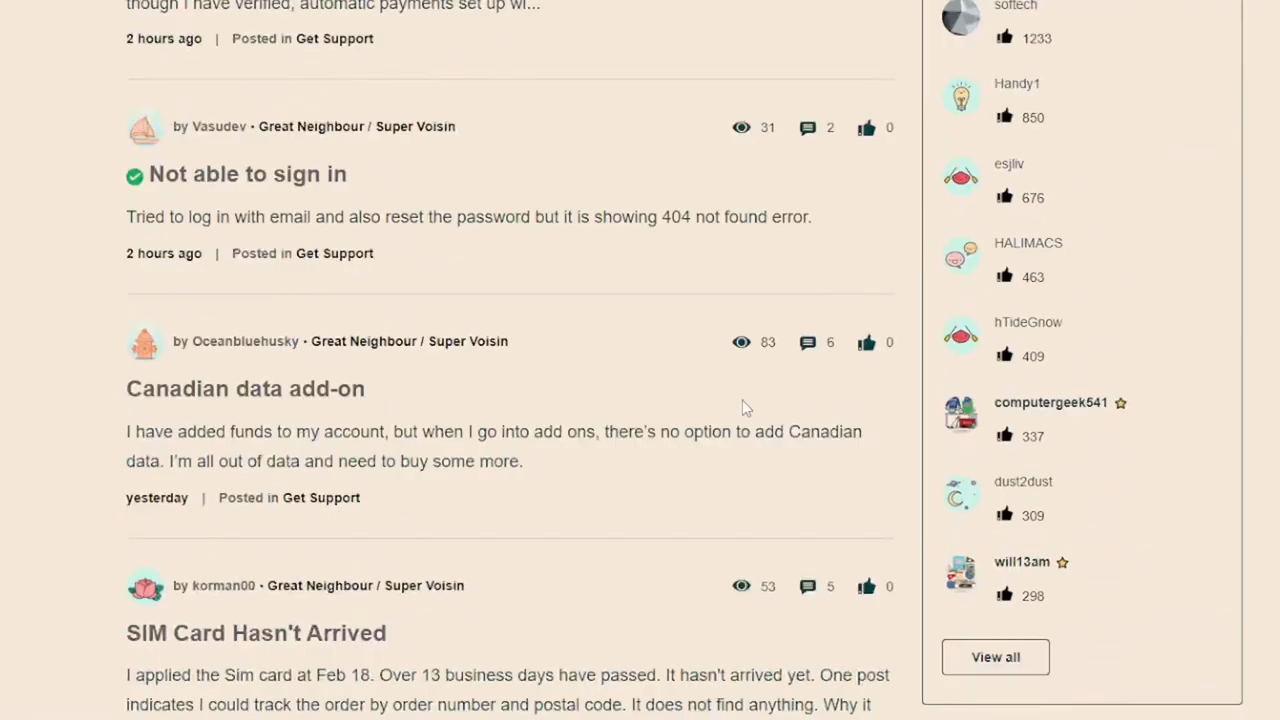 though I have verified, automatic payments set up wi...
2 hours ago | Posted in Get Support
by Vasudev • Great Neighbour / Super Voisin 31 2 0
Not able to sign in
Tried to log in with email and also reset the password but it is showing 404 not found error.
2 hours ago | Posted in Get Support
by Oceanbluehusky • Great Neighbour / Super Voisin 83 6 0
Canadian data add-on
I have added funds to my account, but when I go into add ons, there's no option to add Canadian
data. I'm all out of data and need to buy some more.
yesterday | Posted in Get Support
by korman00 • Great Neighbour / Super Voisin 53 5 0
SIM Card Hasn't Arrived
I applied the Sim card at Feb 18. Over 13 business days have passed. It hasn't arrived yet. One post
indicates I could track the order by order number and postal code. It does not find anything. Why it
softech
1233
Handy1
850
esjliv
676
HALIMACS
463
hTideGnow
409
computergeek541
337
dust2dust
309
will13am
298
View all